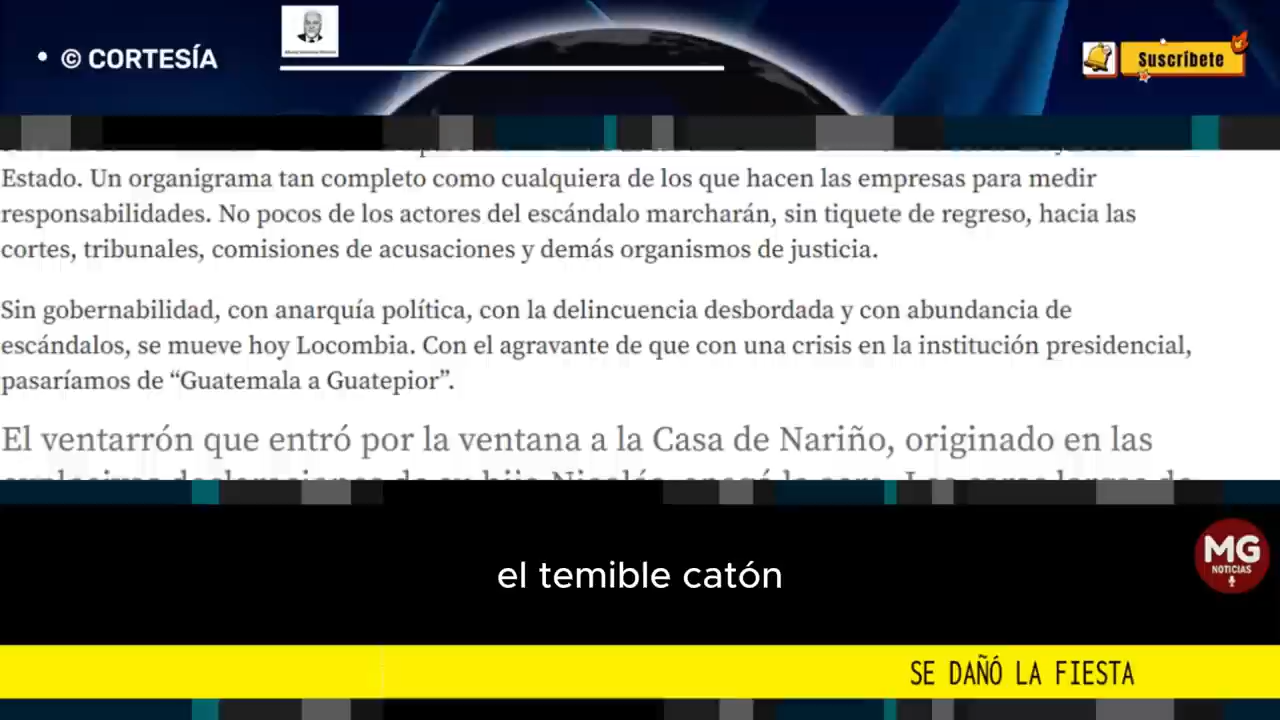 • © CORTESÍA
Suscríbete
Estado. Un organigrama tan completo como cualquiera de los que hacen las empresas para medir
responsabilidades. No pocos de los actores del escándalo marcharán, sin tiquete de regreso, hacia las
cortes, tribunales, comisiones de acusaciones y demás organismos de justicia.
Sin gobernabilidad, con anarquía política, con la delincuencia desbordada y con abundancia de
escándalos, se mueve hoy Locombia. Con el agravante de que con una crisis en la institución presidencial,
pasaríamos de “Guatemala a Guatepior”.
El ventarrón que entró por la ventana a la Casa de Nariño, originado en las
el temible catón
MG
NOTICIAS
SE DAÑÓ LA FIESTA